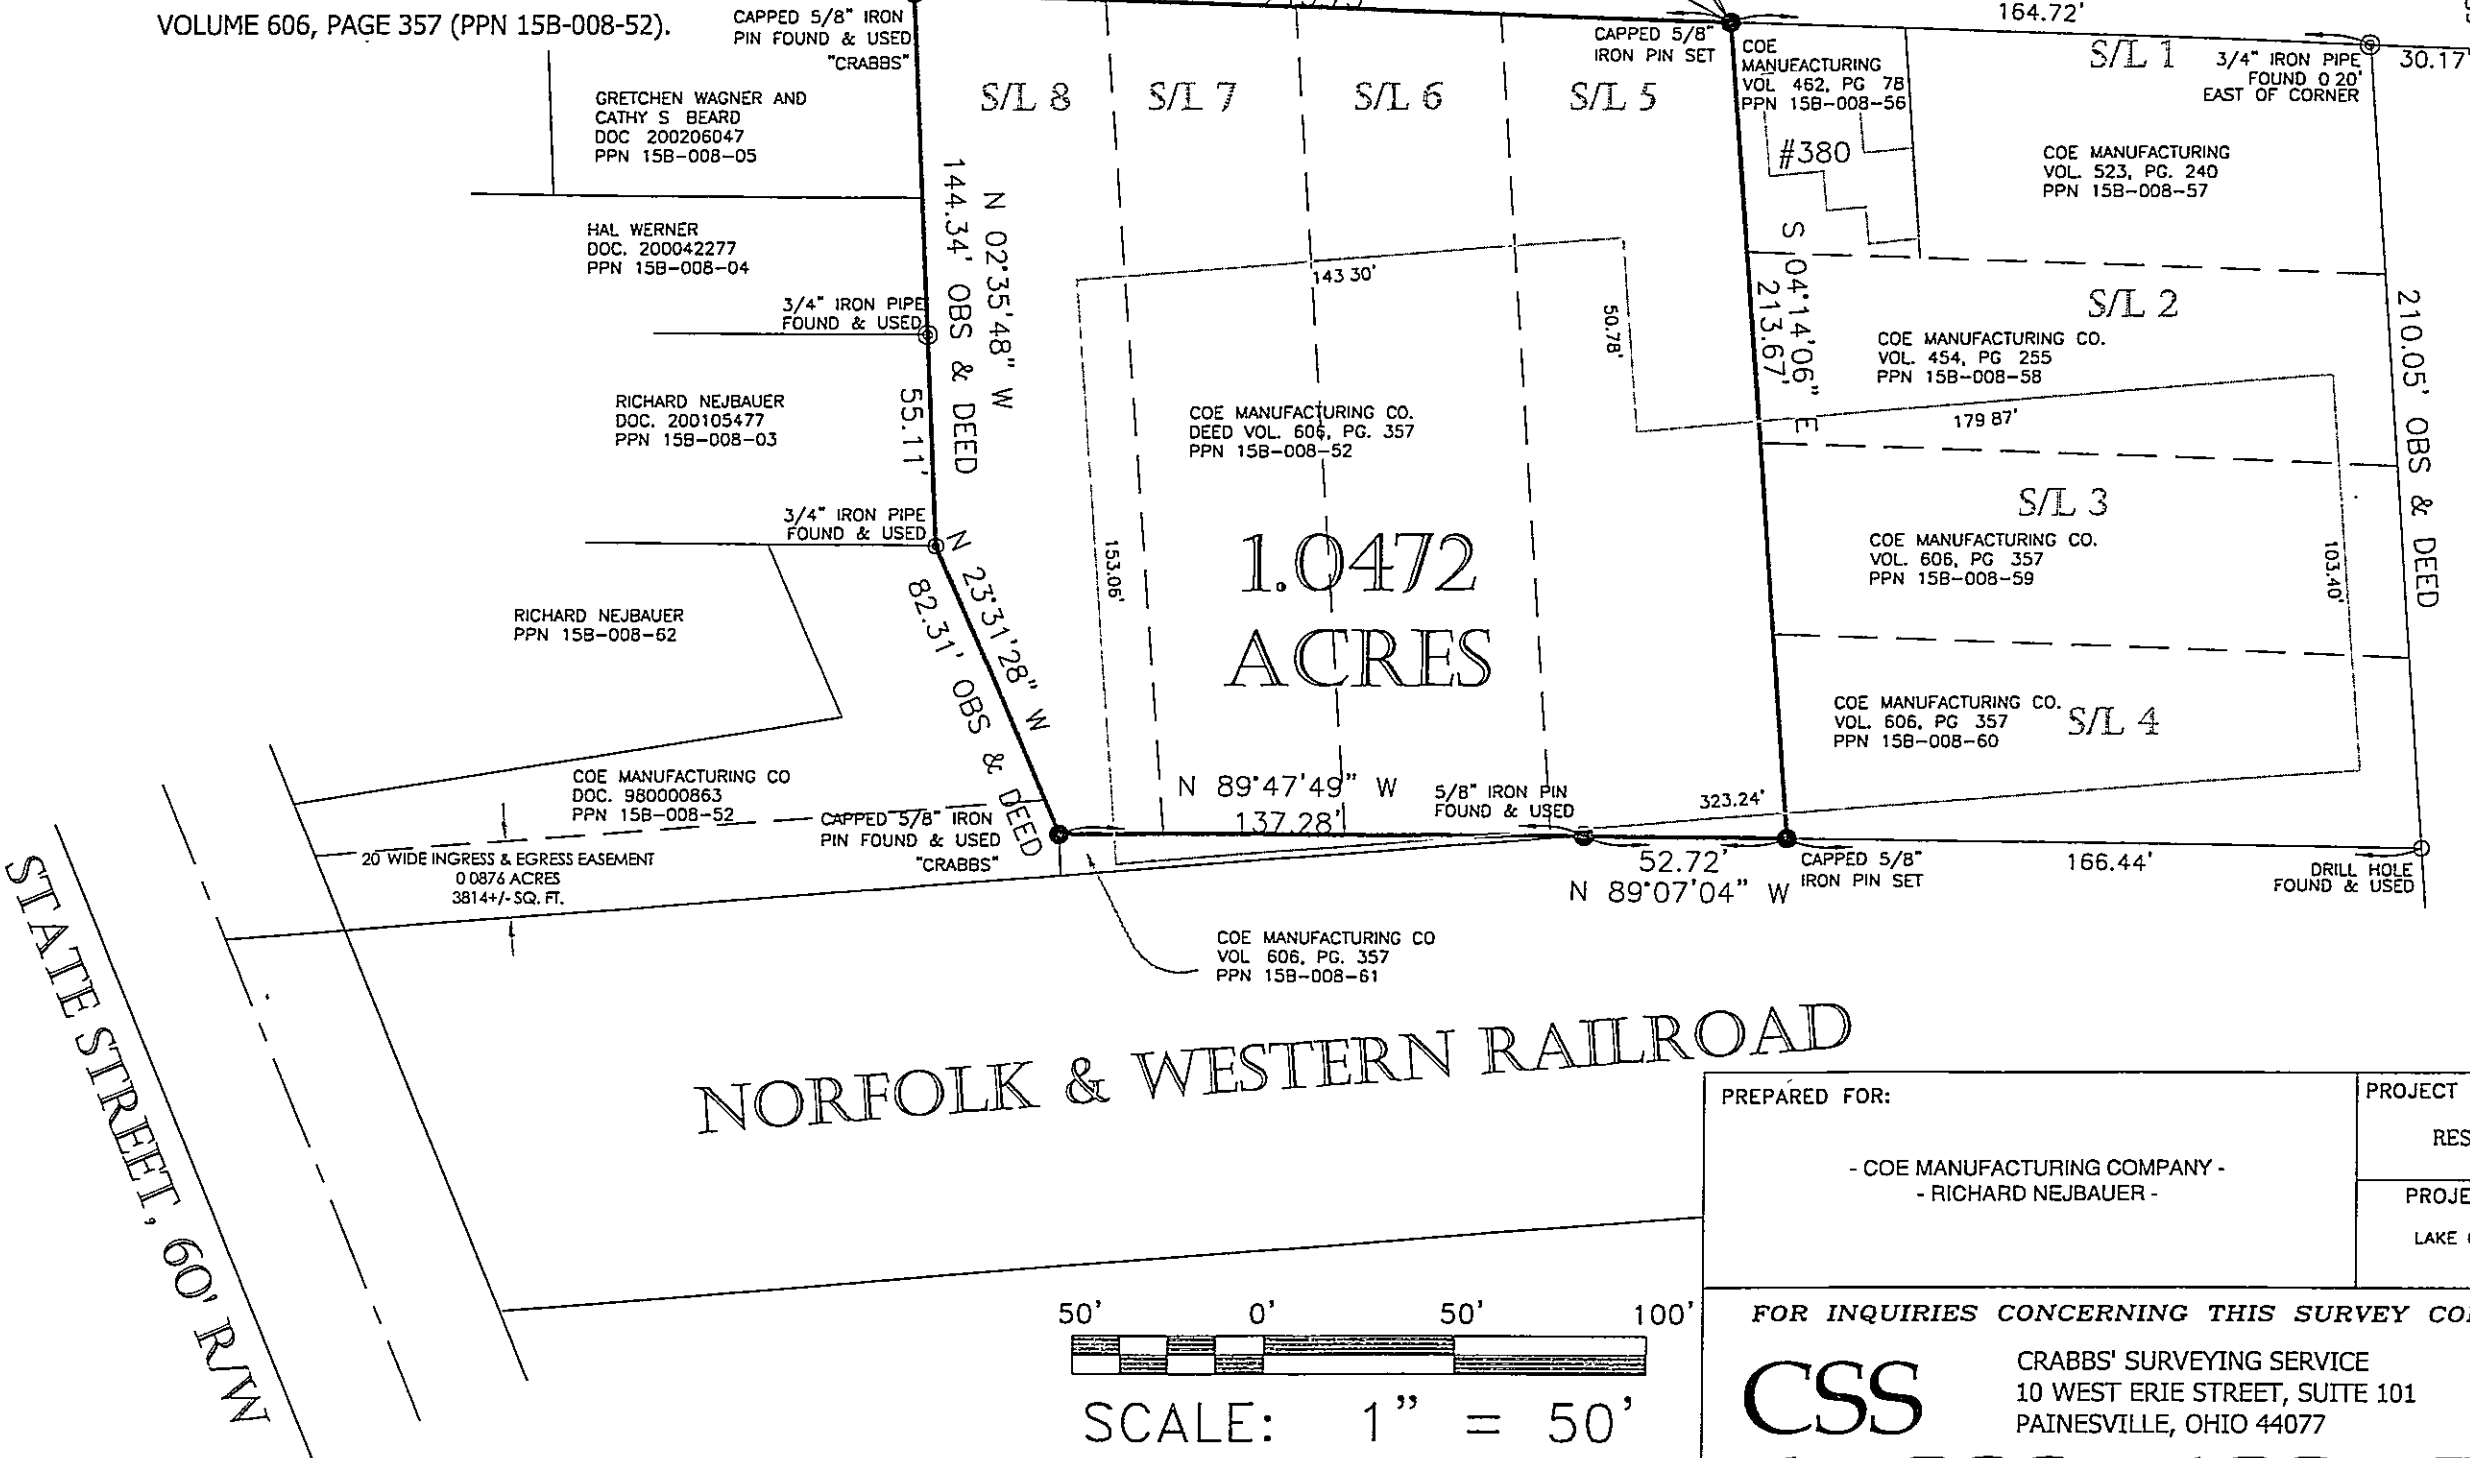 VOLUME 606, PAGE 357 (PPN 15B-008-52).
CAPPED 5/8" IRON
PIN FOUND & USED
"CRABBS"
CAPPED 5/8"
IRON PIN SET
164.72'
COE
MANUFACTURING
VOL 462, PG 78
PPN 15B-008-56
#380
S/L 1
3/4" IRON PIPE
FOUND 0 20'
EAST OF CORNER
30.17'
GRETCHEN WAGNER AND
CATHY S BEARD
DOC 200206047
PPN 15B-008-05
S/L 8
S/L 7
S/L 6
S/L 5
COE MANUFACTURING
VOL. 523, PG. 240
PPN 15B-008-57
HAL WERNER
DOC. 200042277
PPN 15B-008-04
N 02°35'48" W
144.34' OBS & DEED
143 30'
50.78'
S 04°14'06" E
213.67'
S/L 2
COE MANUFACTURING CO.
VOL. 454, PG 255
PPN 15B-008-58
210.05' OBS & DEED
3/4" IRON PIPE
FOUND & USED
RICHARD NEJBAUER
DOC. 200105477
PPN 15B-008-03
55.11'
COE MANUFACTURING CO.
DEED VOL. 606, PG. 357
PPN 15B-008-52
179 87'
S/L 3
COE MANUFACTURING CO.
VOL. 606, PG 357
PPN 15B-008-59
103.40'
3/4" IRON PIPE
FOUND & USED
153.06'
1.0472
ACRES
N 23°31'28" W
82.31' OBS & DEED
RICHARD NEJBAUER
PPN 15B-008-62
COE MANUFACTURING CO.
VOL. 606, PG 357
PPN 15B-008-60
S/L 4
COE MANUFACTURING CO
DOC. 980000863
PPN 15B-008-52
CAPPED 5/8" IRON
PIN FOUND & USED
"CRABBS"
N 89°47'49" W
137.28'
5/8" IRON PIN
FOUND & USED
323.24'
20 WIDE INGRESS & EGRESS EASEMENT
0 0876 ACRES
3814+/- SQ. FT.
52.72'
N 89°07'04" W
CAPPED 5/8"
IRON PIN SET
166.44'
DRILL HOLE
FOUND & USED
COE MANUFACTURING CO
VOL 606, PG. 357
PPN 15B-008-61
STATE STREET, 60' R/W
NORFOLK & WESTERN RAILROAD
PREPARED FOR:
- COE MANUFACTURING COMPANY -
- RICHARD NEJBAUER -
PROJECT
RES
PROJE
LAKE
50' 0' 50' 100'
SCALE: 1" = 50'
FOR INQUIRIES CONCERNING THIS SURVEY CO
CSS
CRABBS' SURVEYING SERVICE
10 WEST ERIE STREET, SUITE 101
PAINESVILLE, OHIO 44077